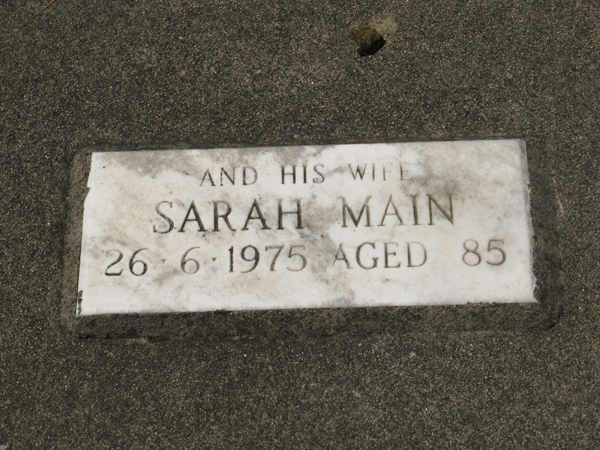 AND HIS WIFE
SARAH MAIN
26 · 6 · 1975 AGED 85